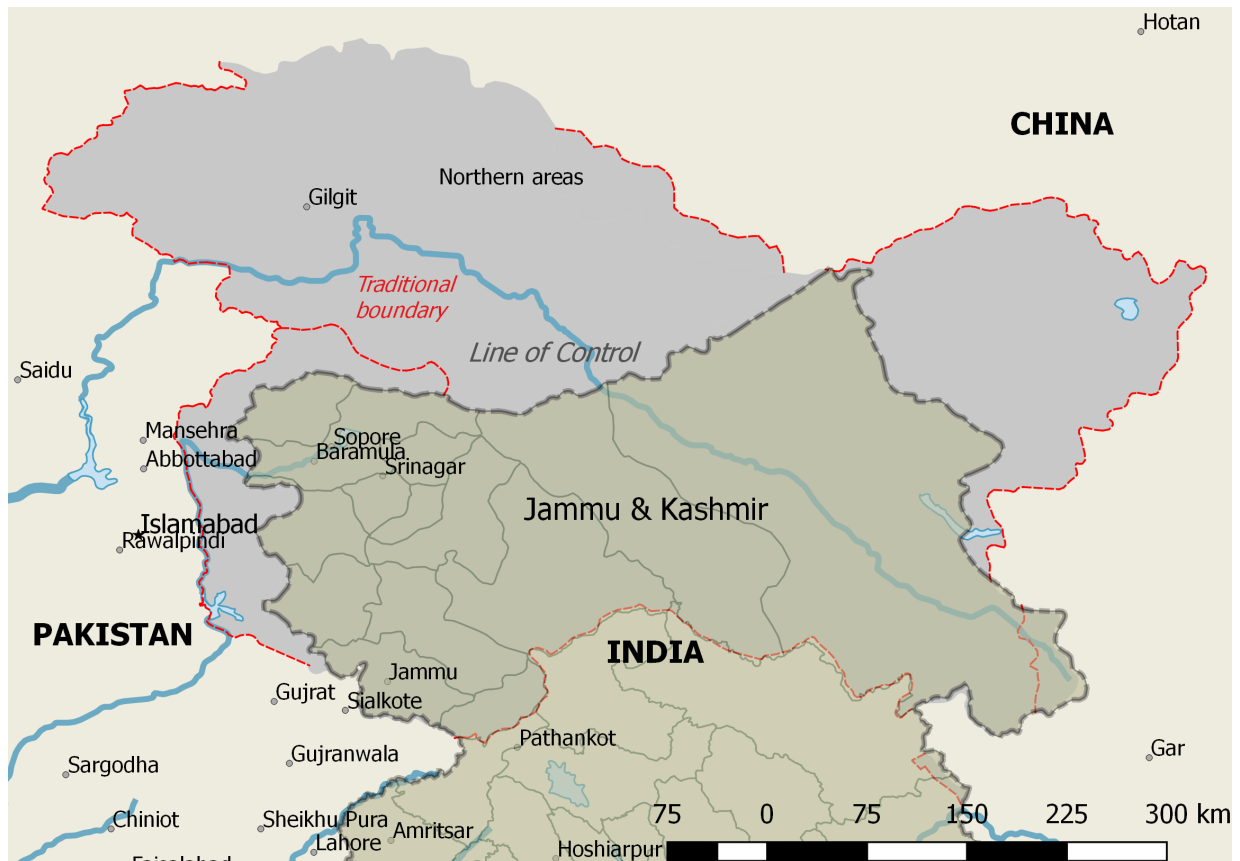 Hotan
CHINA
Northern areas
Gilgit
Traditional
boundary
Line of Control
Saidu
Mansehra
Sopore
Baramula
Abbottabad
Srinagar
Jammu & Kashmir
Islamabad
Rawalpindi
PAKISTAN
INDIA
Jammu
Gujrat
Sialkote
Pathankot
Gujranwala
Gar
Sargodha
75 0 75 150 225 300 km
Chiniot
Sheikhu Pura
Amritsar
Lahore
Hoshiarpur
Faisalabad